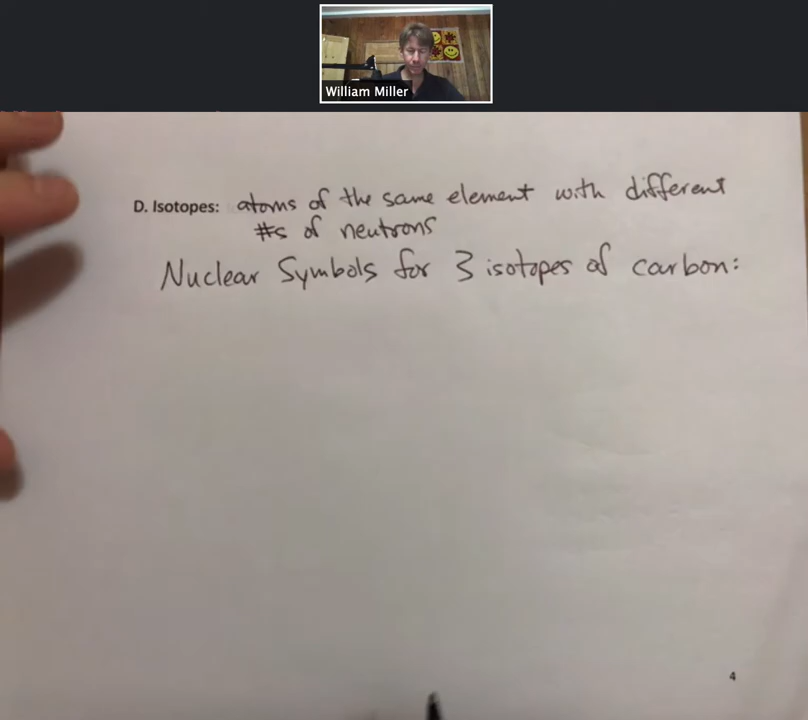 William Miller
D. Isotopes: atoms of the same element with different
#s of neutrons
Nuclear Symbols for 3 isotopes of carbon:
4